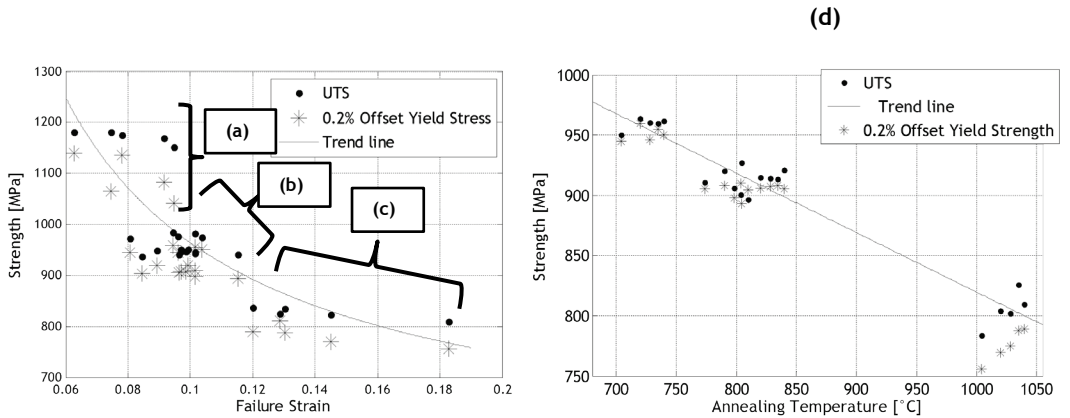 (d)
1300
1200
1100
1000
900
800
700
0.06
0.08
0.1
0.12
0.14
0.16
0.18
0.2
Strength [MPa]
Failure Strain
UTS
0.2% Offset Yield Stress
Trend line
(a)
(b)
(c)
1000
950
900
850
800
750
700
750
800
850
900
950
1000
1050
Strength [MPa]
Annealing Temperature [°C]
UTS
Trend line
0.2% Offset Yield Strength